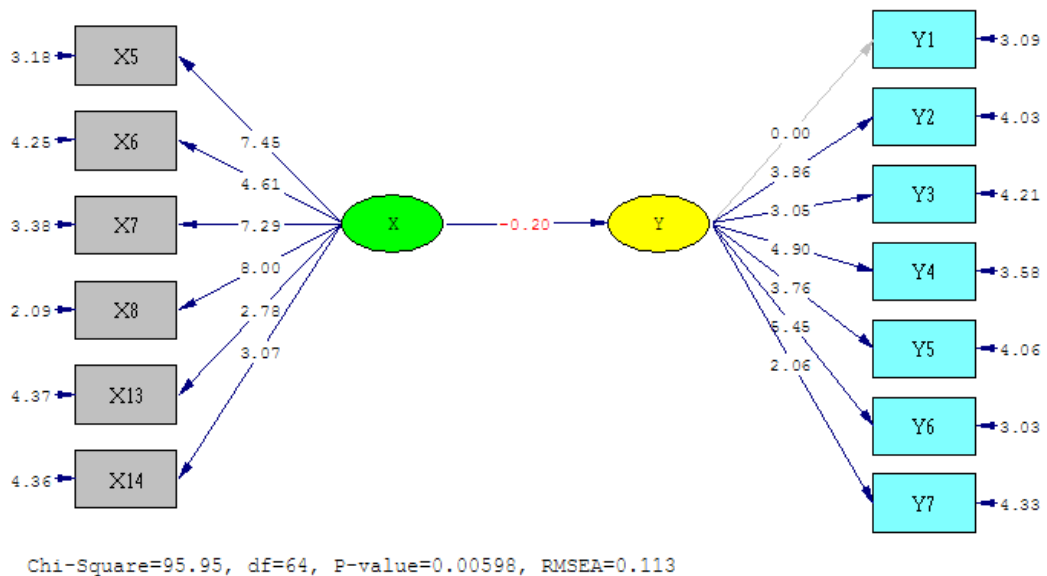 3.18 X5
4.25 X6
3.38 X7
2.09 X8
4.37 X13
4.36 X14
7.45
4.61
7.29
8.00
2.78
3.07
X
-0.20
Y
0.00
3.86
3.05
4.90
3.76
5.45
2.06
Y1 3.09
Y2 4.03
Y3 4.21
Y4 3.58
Y5 4.06
Y6 3.03
Y7 4.33
Chi-Square=95.95, df=64, P-value=0.00598, RMSEA=0.113